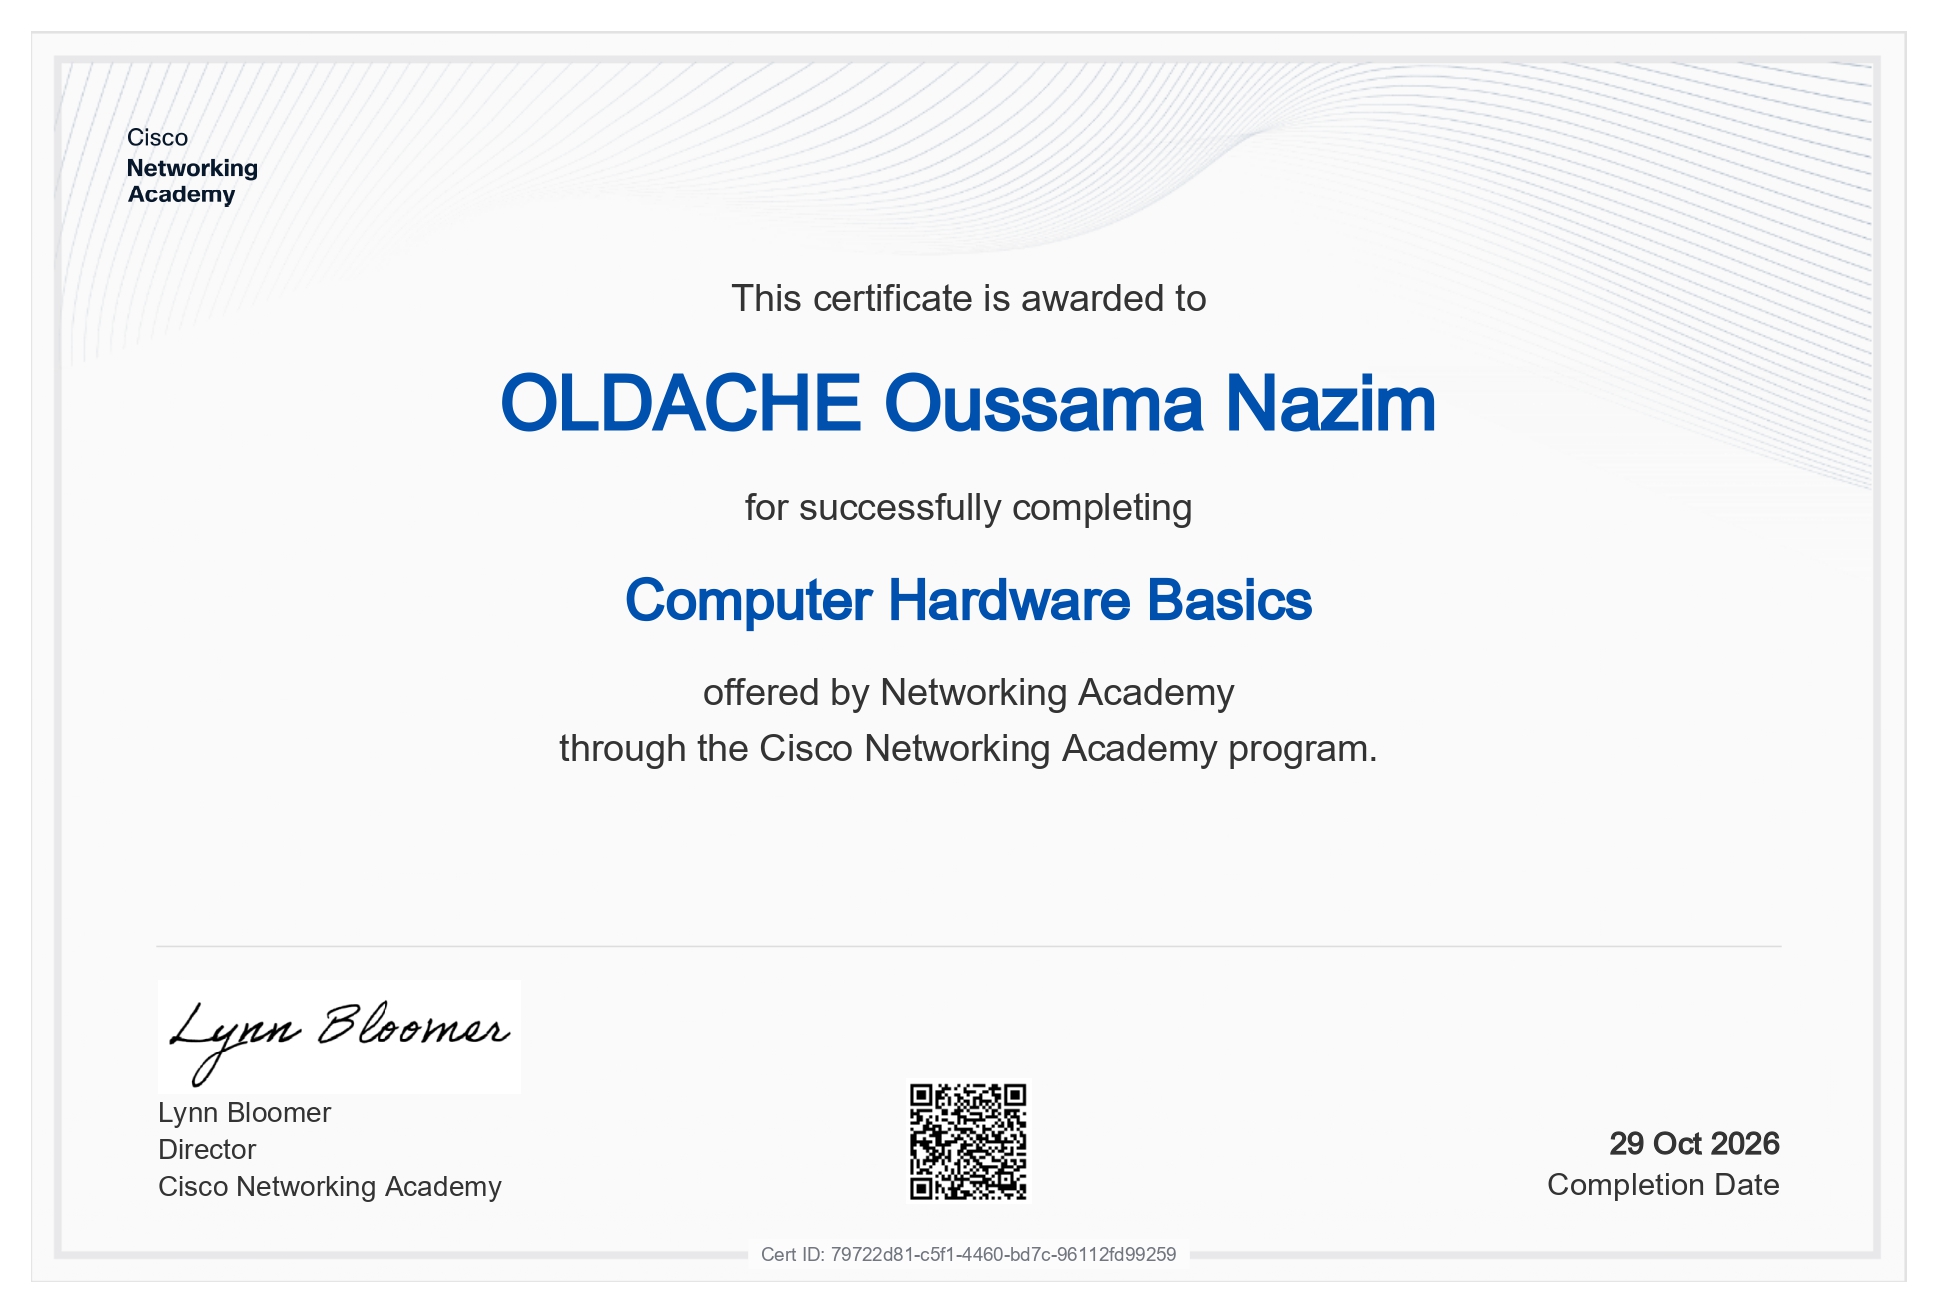 Cisco
Networking
Academy
This certificate is awarded to
OLDACHE Oussama Nazim
for successfully completing
Computer Hardware Basics
offered by Networking Academy
through the Cisco Networking Academy program.
Lynn Bloomer
Lynn Bloomer
Director
Cisco Networking Academy
29 Oct 2026
Completion Date
Cert ID: 79722d81-c5f1-4460-bd7c-96112fd99259